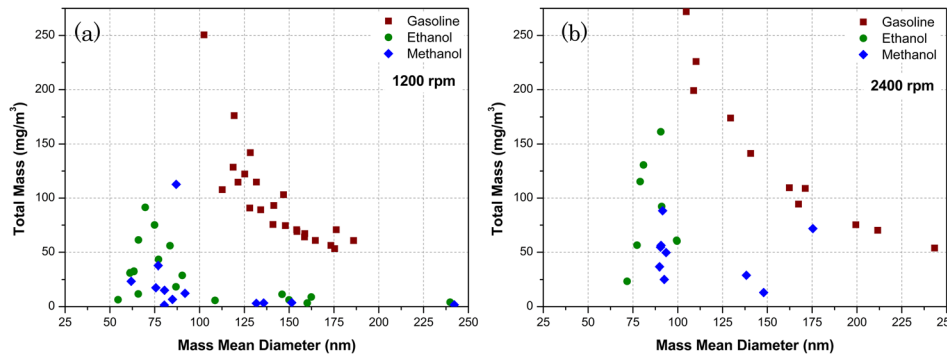 (a)
Gasoline
Ethanol
Methanol
1200 rpm
250
200
150
100
50
0
Total Mass (mg/m³)
25 50 75 100 125 150 175 200 225 250
Mass Mean Diameter (nm)
(b)
Gasoline
Ethanol
Methanol
2400 rpm
250
200
150
100
50
0
Total Mass (mg/m³)
25 50 75 100 125 150 175 200 225 250
Mass Mean Diameter (nm)